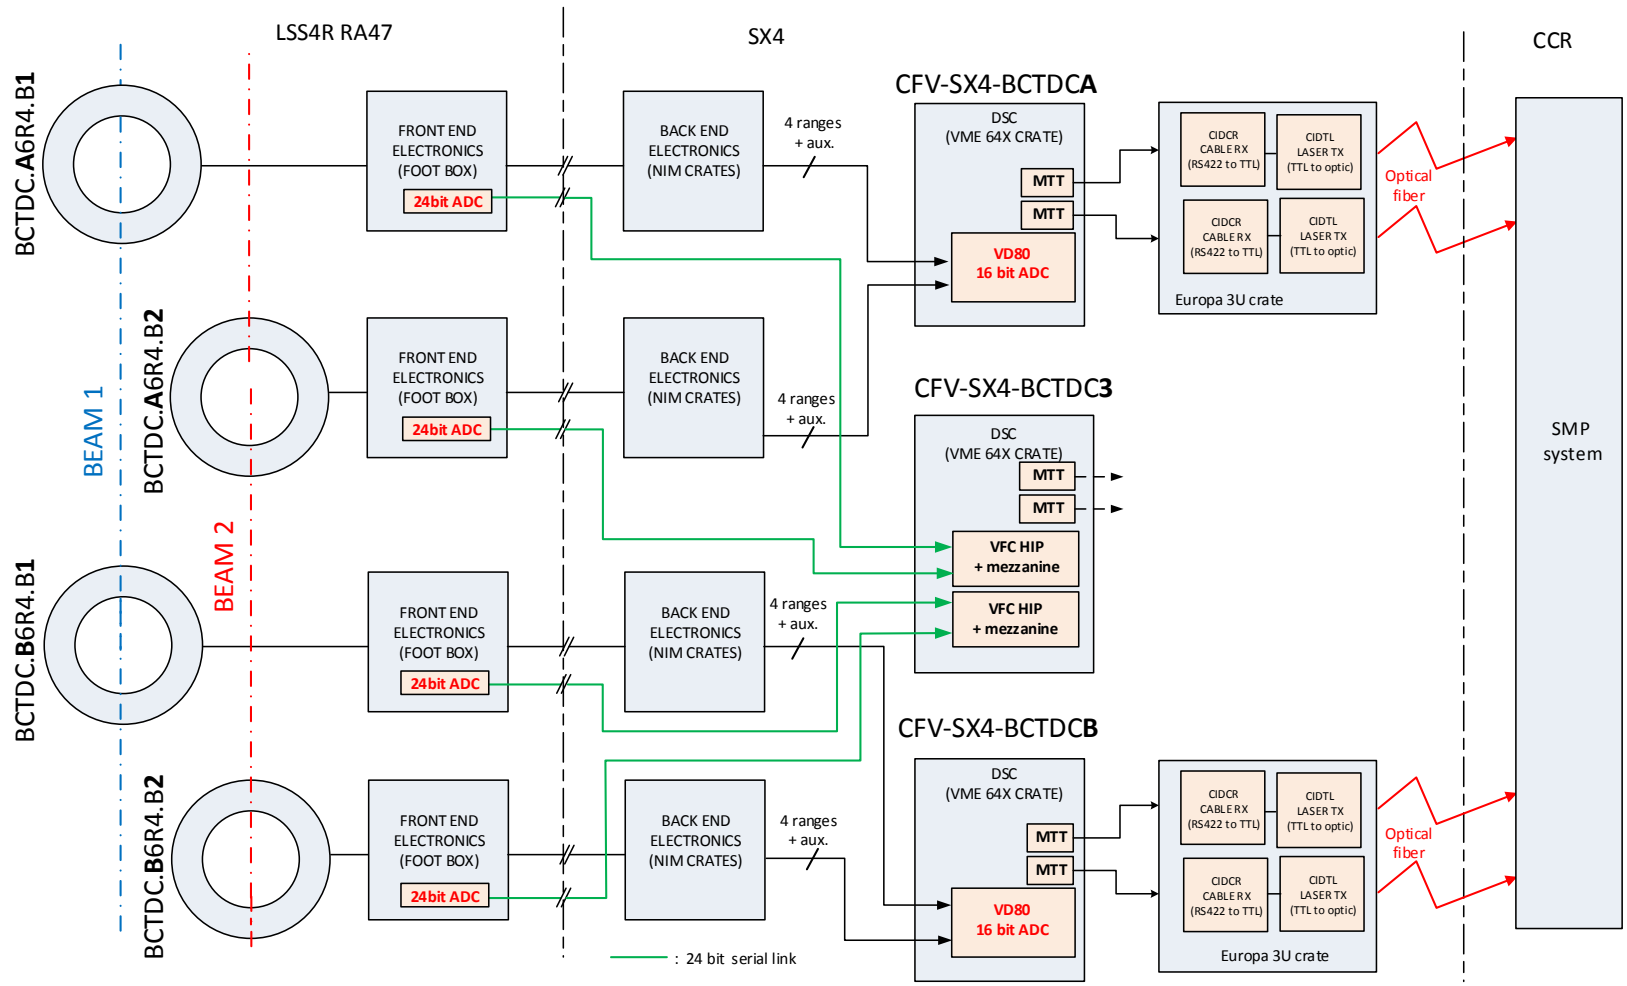 LSS4R RA47
SX4
CCR
BCTDC.A6R4.B1
BCTDC.A6R4.B2
BCTDC.B6R4.B1
BCTDC.B6R4.B2
BEAM 1
BEAM 2
FRONT END
ELECTRONICS
(FOOT BOX)
24bit ADC
BACK END
ELECTRONICS
(NIM CRATES)
4 ranges
+ aux.
CFV-SX4-BCTDCA
DSC
(VME 64X CRATE)
MTT
MTT
VD80
16 bit ADC
CIDCR
CABLE RX
(RS422 to TTL)
CIDTL
LASER TX
(TTL to optic)
CIDCR
CABLE RX
(RS422 to TTL)
CIDTL
LASER TX
(TTL to optic)
Europa 3U crate
Optical
fiber
FRONT END
ELECTRONICS
(FOOT BOX)
24bit ADC
BACK END
ELECTRONICS
(NIM CRATES)
4 ranges
+ aux.
CFV-SX4-BCTDC3
DSC
(VME 64X CRATE)
MTT
MTT
VFC HIP
+ mezzanine
VFC HIP
+ mezzanine
SMP
system
FRONT END
ELECTRONICS
(FOOT BOX)
24bit ADC
BACK END
ELECTRONICS
(NIM CRATES)
4 ranges
+ aux.
CFV-SX4-BCTDCB
DSC
(VME 64X CRATE)
MTT
MTT
VD80
16 bit ADC
CIDCR
CABLE RX
(RS422 to TTL)
CIDTL
LASER TX
(TTL to optic)
CIDCR
CABLE RX
(RS422 to TTL)
CIDTL
LASER TX
(TTL to optic)
Europa 3U crate
Optical
fiber
FRONT END
ELECTRONICS
(FOOT BOX)
24bit ADC
BACK END
ELECTRONICS
(NIM CRATES)
4 ranges
+ aux.
: 24 bit serial link